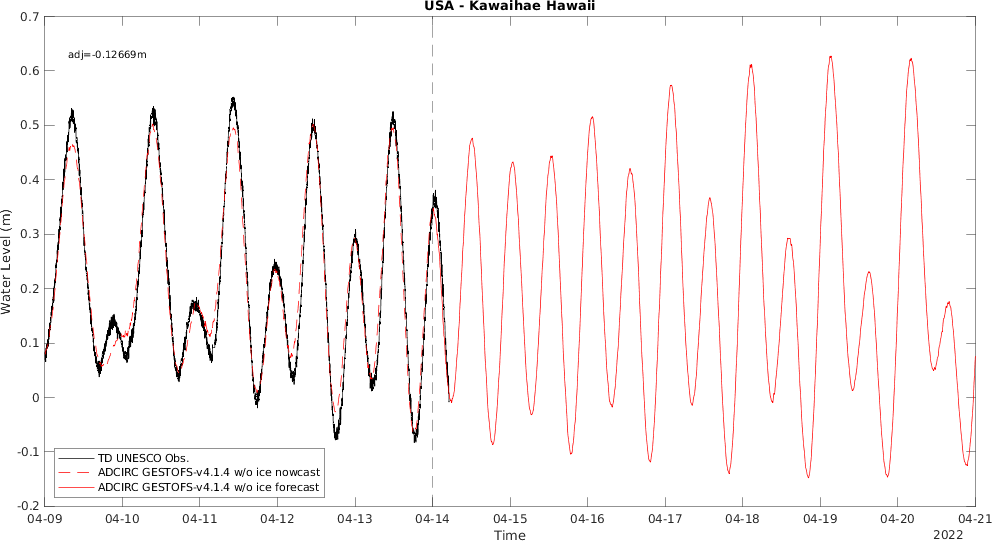 USA - Kawaihae Hawaii
adj=-0.12669m
0.7
0.6
0.5
0.4
0.3
0.2
0.1
0
-0.1
-0.2
Water Level (m)
TD UNESCO Obs.
ADCIRC GESTOFS-v4.1.4 w/o ice nowcast
ADCIRC GESTOFS-v4.1.4 w/o ice forecast
04-09 04-10 04-11 04-12 04-13 04-14 04-15 04-16 04-17 04-18 04-19 04-20 04-21
Time
2022